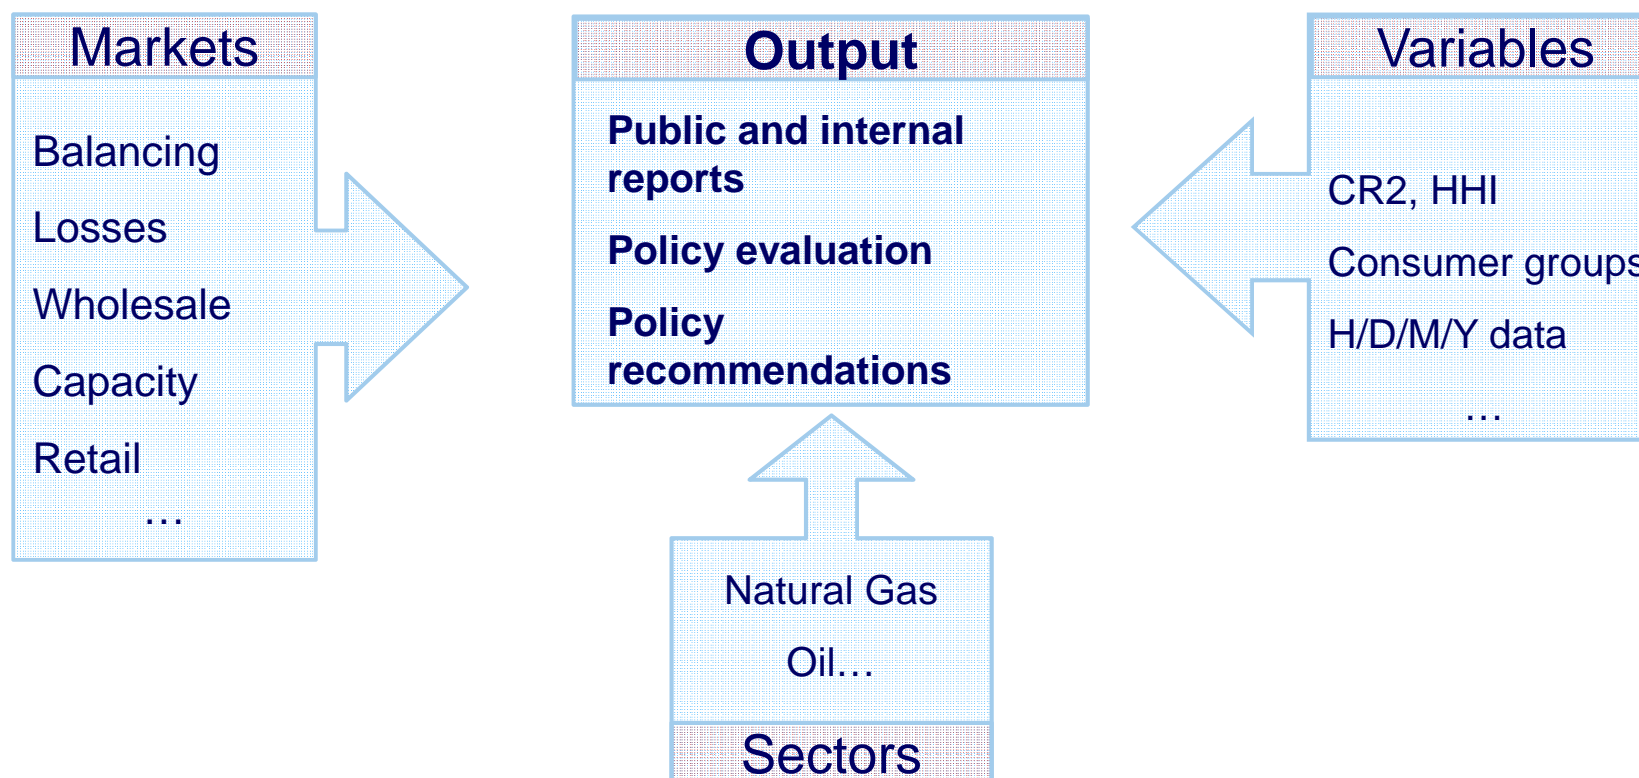 Markets
Balancing
Losses
Wholesale
Capacity
Retail
…
Output
Public and internal
reports
Policy evaluation
Policy
recommendations
Variables
CR2, HHI
Consumer groups
H/D/M/Y data
…
Natural Gas
Oil…
Sectors